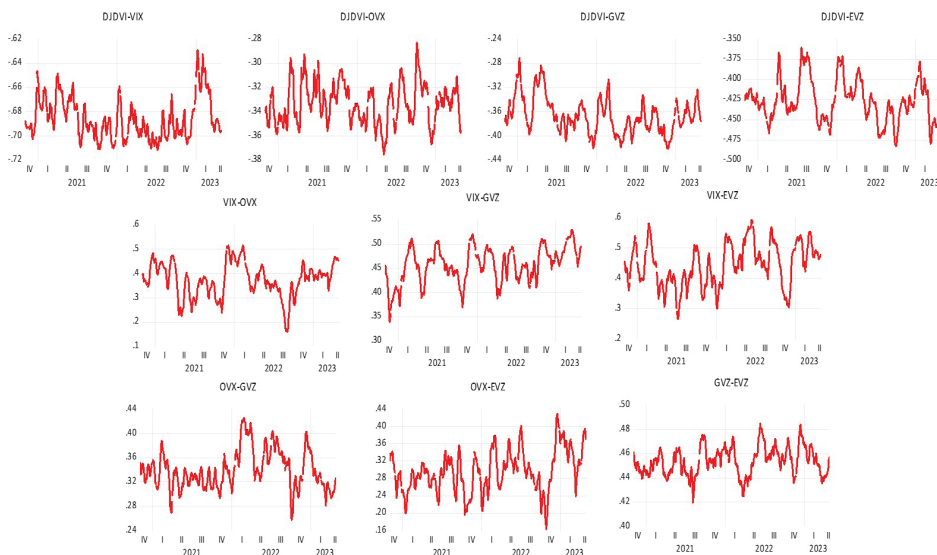 DJDVI-VIX
DJDVI-OVX
DJDVI-GVZ
DJDVI-EVZ
-.62
-.64
-.66
-.68
-.70
-.72
IV I II III IV I II III IV I II
2021 2022 2023
-.28
-.30
-.32
-.34
-.36
-.38
IV I II III IV I II III IV I II
2021 2022 2023
-.24
-.28
-.32
-.36
-.40
-.44
IV I II III IV I II III IV I II
2021 2022 2023
-.350
-.375
-.400
-.425
-.450
-.475
-.500
IV I II III IV I II III IV I
2021 2022 2023
VIX-OVX
VIX-GVZ
VIX-EVZ
.6
.5
.4
.3
.2
.1
IV I II III IV I II III IV I II
2021 2022 2023
.55
.50
.45
.40
.35
.30
IV I II III IV I II III IV I II
2021 2022 2023
.6
.5
.4
.3
.2
IV I II III IV I II III IV I II
2021 2022 2023
OVX-GVZ
OVX-EVZ
GVZ-EVZ
.44
.40
.36
.32
.28
.24
IV I II III IV I II III IV I II
2021 2022 2023
.44
.40
.36
.32
.28
.24
.20
.16
IV I II III IV I II III IV I II
2021 2022 2023
.50
.48
.46
.44
.42
.40
IV I II III IV I II III IV I II
2021 2022 2023